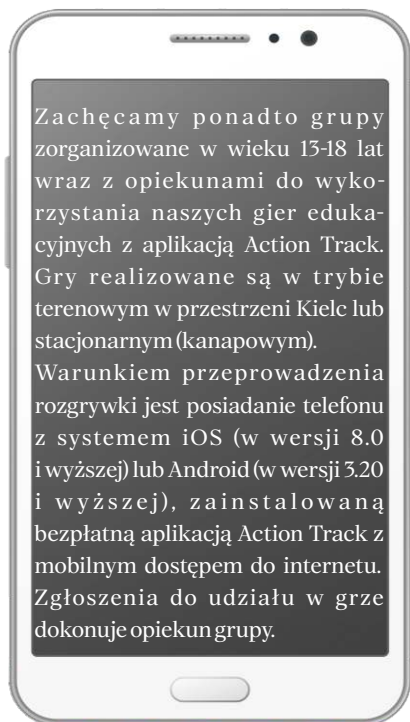 Zachęcamy ponadto grupy
zorganizowane w wieku 13-18 lat
wraz z opiekunami do wyko-
rzystania naszych gier eduka-
cyjnych z aplikacją Action Track.
Gry realizowane są w trybie
terenowym w przestrzeni Kielc lub
stacjonarnym (kanapowym).
Warunkiem przeprowadzenia
rozgrywki jest posiadanie telefonu
z systemem iOS (w wersji 8.0
i wyższej) lub Android (w wersji 3.20
i wyższej), zainstalowaną
bezpłatną aplikacją Action Track z
mobilnym dostępem do internetu.
Zgłoszenia do udziału w grze
dokonuje opiekun grupy.